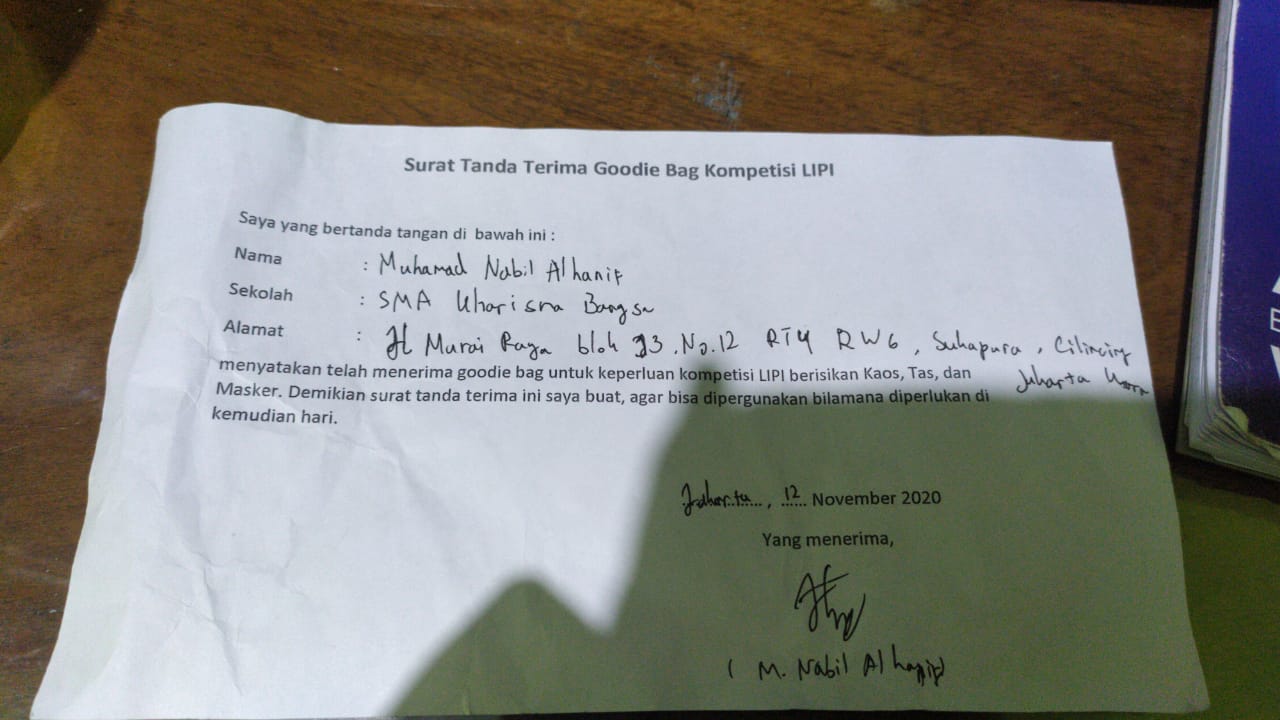 Surat Tanda Terima Goodie Bag Kompetisi LIPI
Saya yang bertanda tangan di bawah ini :
Nama : Muhamad Nabil Alhanif
Sekolah : SMA Kharisma Bangsa
Alamat : Jl Murai Raya blok J3, No.12 RT4 RW6, Sukapura, Cilincing
Jakarta Utara
menyatakan telah menerima goodie bag untuk keperluan kompetisi LIPI berisikan Kaos, Tas, dan
Masker. Demikian surat tanda terima ini saya buat, agar bisa dipergunakan bilamana diperlukan di
kemudian hari.
Jakarta, 12 November 2020
Yang menerima,
( M. Nabil Alhanif)